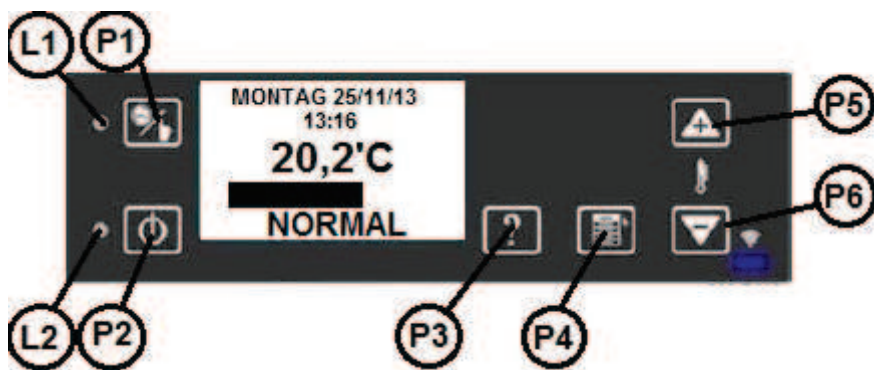 L1 P1
MONTAG 25/11/13
13:16
20,2'C
NORMAL
+
?
-
P5
P6
L2 P2 P3 P4